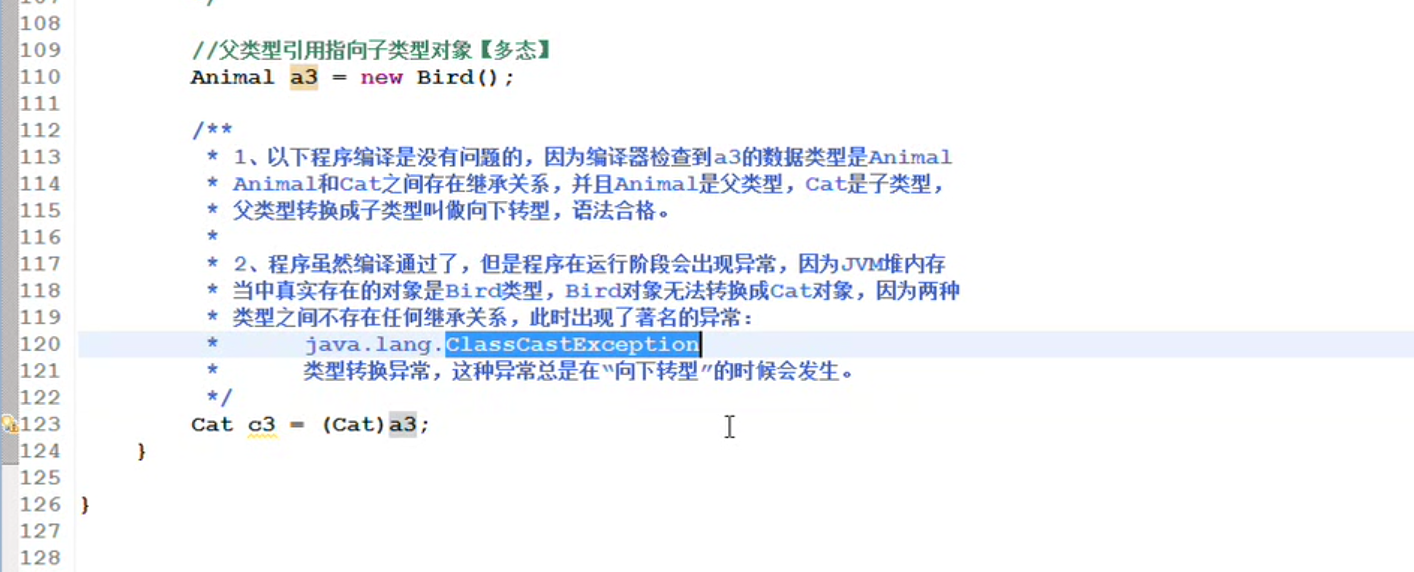 108
109 //父类型引用指向子类型对象【多态】
110 Animal a3 = new Bird();
111
112 /**
113 * 1、以下程序编译是没有问题的，因为编译器检查到a3的数据类型是Animal
114 * Animal和Cat之间存在继承关系，并且Animal是父类型，Cat是子类型，
115 * 父类型转换成子类型叫做向下转型，语法合格。
116 *
117 * 2、程序虽然编译通过了，但是程序在运行阶段会出现异常，因为JVM堆内存
118 * 当中真实存在的对象是Bird类型，Bird对象无法转换成Cat对象，因为两种
119 * 类型之间不存在任何继承关系，此时出现了著名的异常：
120 * java.lang.ClassCastException
121 * 类型转换异常，这种异常总是在“向下转型”的时候会发生。
122 */
123 Cat c3 = (Cat)a3;
124 }
125
126 }
127
128